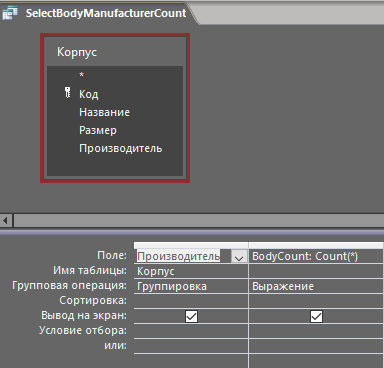 SelectBodyManufacturerCount
Корпус
*
Код
Название
Размер
Производитель
Поле: Производитель BodyCount: Count(*)
Имя таблицы: Корпус
Групповая операция: Группировка Выражение
Сортировка:
Вывод на экран:
Условие отбора:
или: